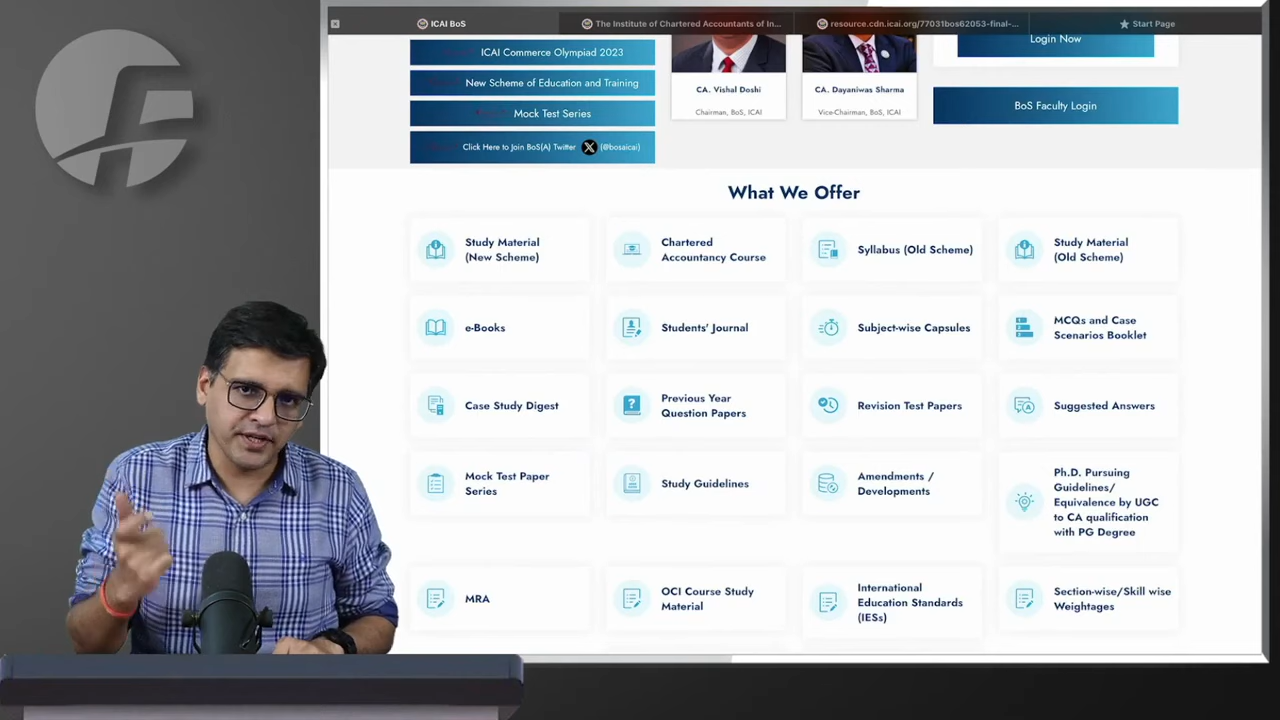 ICAI BoS
The Institute of Chartered Accountants of In...
resource.cdn.icai.org/77031bos62053-final-...
Start Page
ICAI Commerce Olympiad 2023
New Scheme of Education and Training
Mock Test Series
Click Here to Join BoS(A) Twitter X (@bosaicai)
CA. Vishal Doshi
Chairman, BoS, ICAI
CA. Dayaniwas Sharma
Vice-Chairman, BoS, ICAI
Login Now
BoS Faculty Login
What We Offer
Study Material
(New Scheme)
Chartered
Accountancy Course
Syllabus (Old Scheme)
Study Material
(Old Scheme)
e-Books
Students' Journal
Subject-wise Capsules
MCQs and Case
Scenarios Booklet
Case Study Digest
Previous Year
Question Papers
Revision Test Papers
Suggested Answers
Mock Test Paper
Series
Study Guidelines
Amendments /
Developments
Ph.D. Pursuing
Guidelines/
Equivalence by UGC
to CA qualification
with PG Degree
MRA
OCI Course Study
Material
International
Education Standards
(IESs)
Section-wise/Skill wise
Weightages